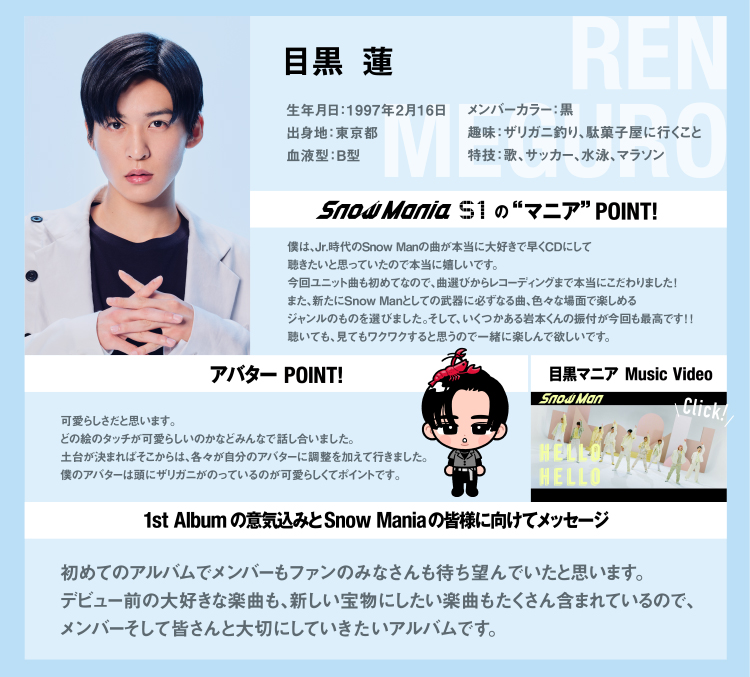 REN
MEGURO
目黒 蓮
生年月日：1997年2月16日
出身地：東京都
血液型：B型
メンバーカラー：黒
趣味：ザリガニ釣り、駄菓子屋に行くこと
特技：歌、サッカー、水泳、マラソン
Snow Mania S1の“マニア”POINT!
僕は、Jr.時代のSnow Manの曲が本当に大好きで早くCDにして
聴きたいと思っていたので本当に嬉しいです。
今回ユニット曲も初めてなので、曲選びからレコーディングまで本当にこだわりました！
また、新たにSnow Manとしての武器に必ずなる曲、色々な場面で楽しめる
ジャンルのものを選びました。そして、いくつかある岩本くんの振付が今回も最高です！！
聴いても、見てもワクワクすると思うので一緒に楽しんで欲しいです。
アバター POINT!
可愛らしさだと思います。
どの絵のタッチが可愛らしいのかなどみんなで話し合いました。
土台が決まればそこからは、各々が自分のアバターに調整を加えて行きました。
僕のアバターは頭にザリガニがのっているのが可愛らしくてポイントです。
目黒マニア Music Video
Snow Man
Click!
HELLO
HELLO
1st Albumの意気込みとSnow Maniaの皆様に向けてメッセージ
初めてのアルバムでメンバーもファンのみなさんも待ち望んでいたと思います。
デビュー前の大好きな楽曲も、新しい宝物にしたい楽曲もたくさん含まれているので、
メンバーそして皆さんと大切にしていきたいアルバムです。